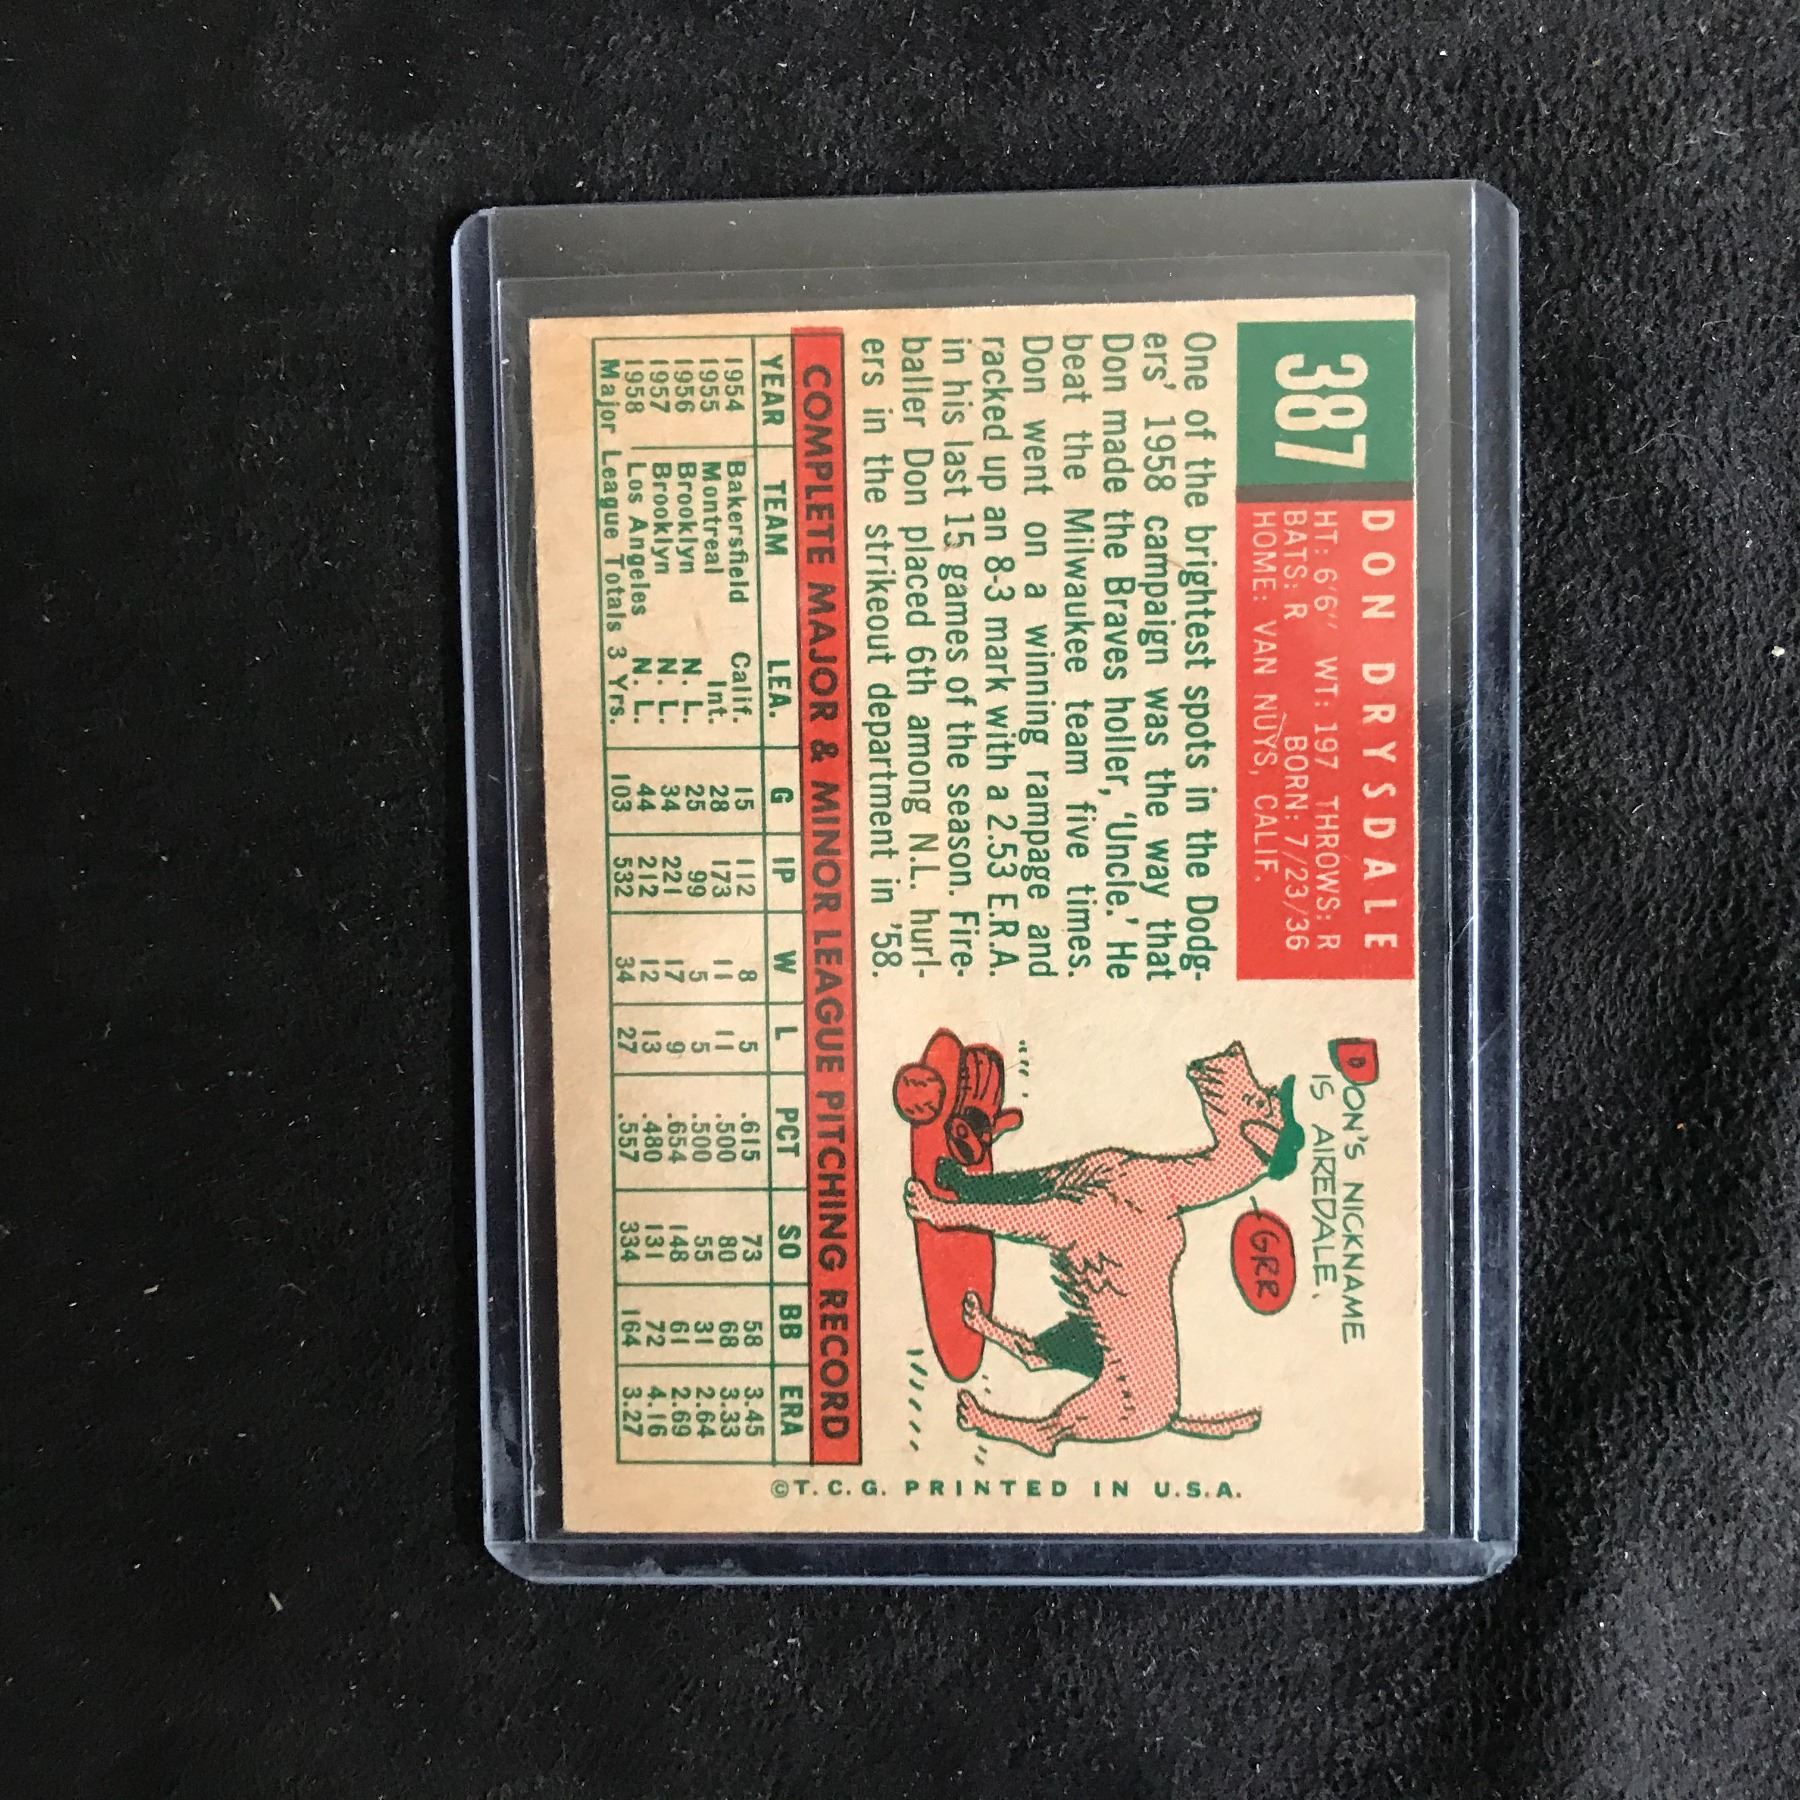 387
DON DRYSDALE
HT: 6'6" WT: 197 THROWS: R
BATS: R BORN: 7/23/36
HOME: VAN NUYS, CALIF.
One of the brightest spots in the Dodg-
ers' 1958 campaign was the way that
Don made the Braves holler, 'Uncle.' He
beat the Milwaukee team five times.
Don went on a winning rampage and
racked up an 8-3 mark with a 2.53 E.R.A.
in his last 15 games of the season. Fire-
baller Don placed 6th among N.L. hurl-
ers in the strikeout department in '58.
DON'S NICKNAME
IS AIREDALE.
GRR
COMPLETE MAJOR & MINOR LEAGUE PITCHING RECORD
YEAR TEAM LEA. G IP W L PCT SO BB ERA
1954 Bakersfield Calif. 15 112 8 5 .615 73 58 3.45
1955 Montreal Int. 28 173 11 11 .500 80 68 3.33
1956 Brooklyn N. L. 25 99 5 5 .500 55 31 2.64
1957 Brooklyn N. L. 34 221 17 9 .654 148 61 2.69
1958 Los Angeles N. L. 44 212 12 13 .480 131 72 4.16
Major League Totals 3 Yrs. 103 532 34 27 .557 334 164 3.27
©T.C.G. PRINTED IN U.S.A.